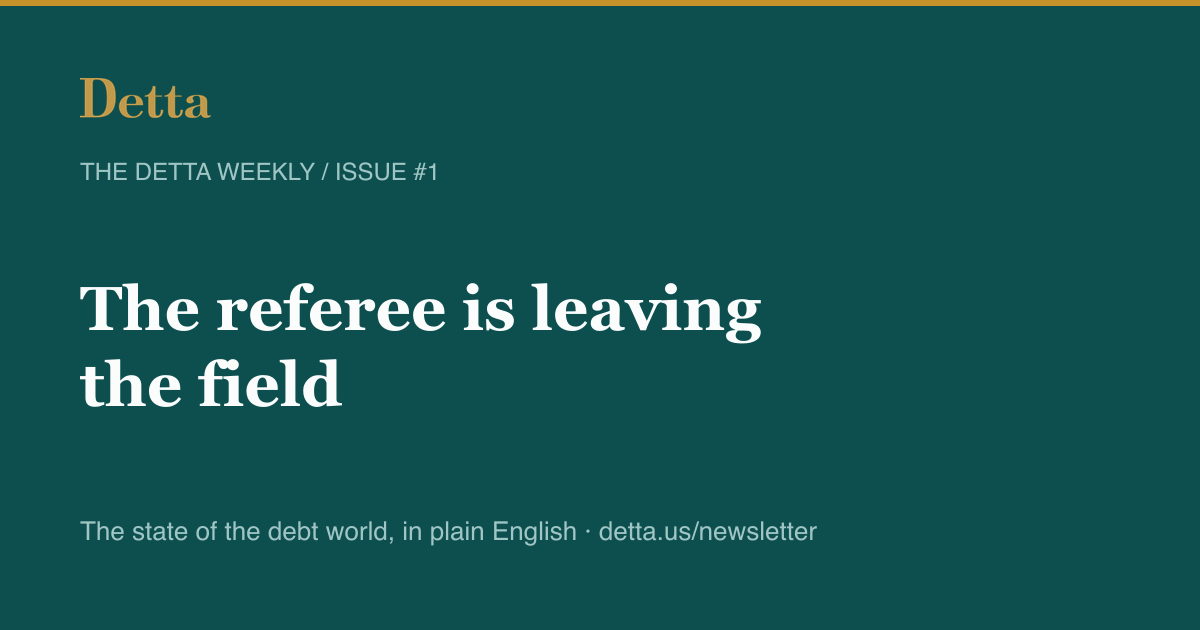 Detta
THE DETTA WEEKLY / ISSUE #1
The referee is leaving
the field
The state of the debt world, in plain English · detta.us/newsletter